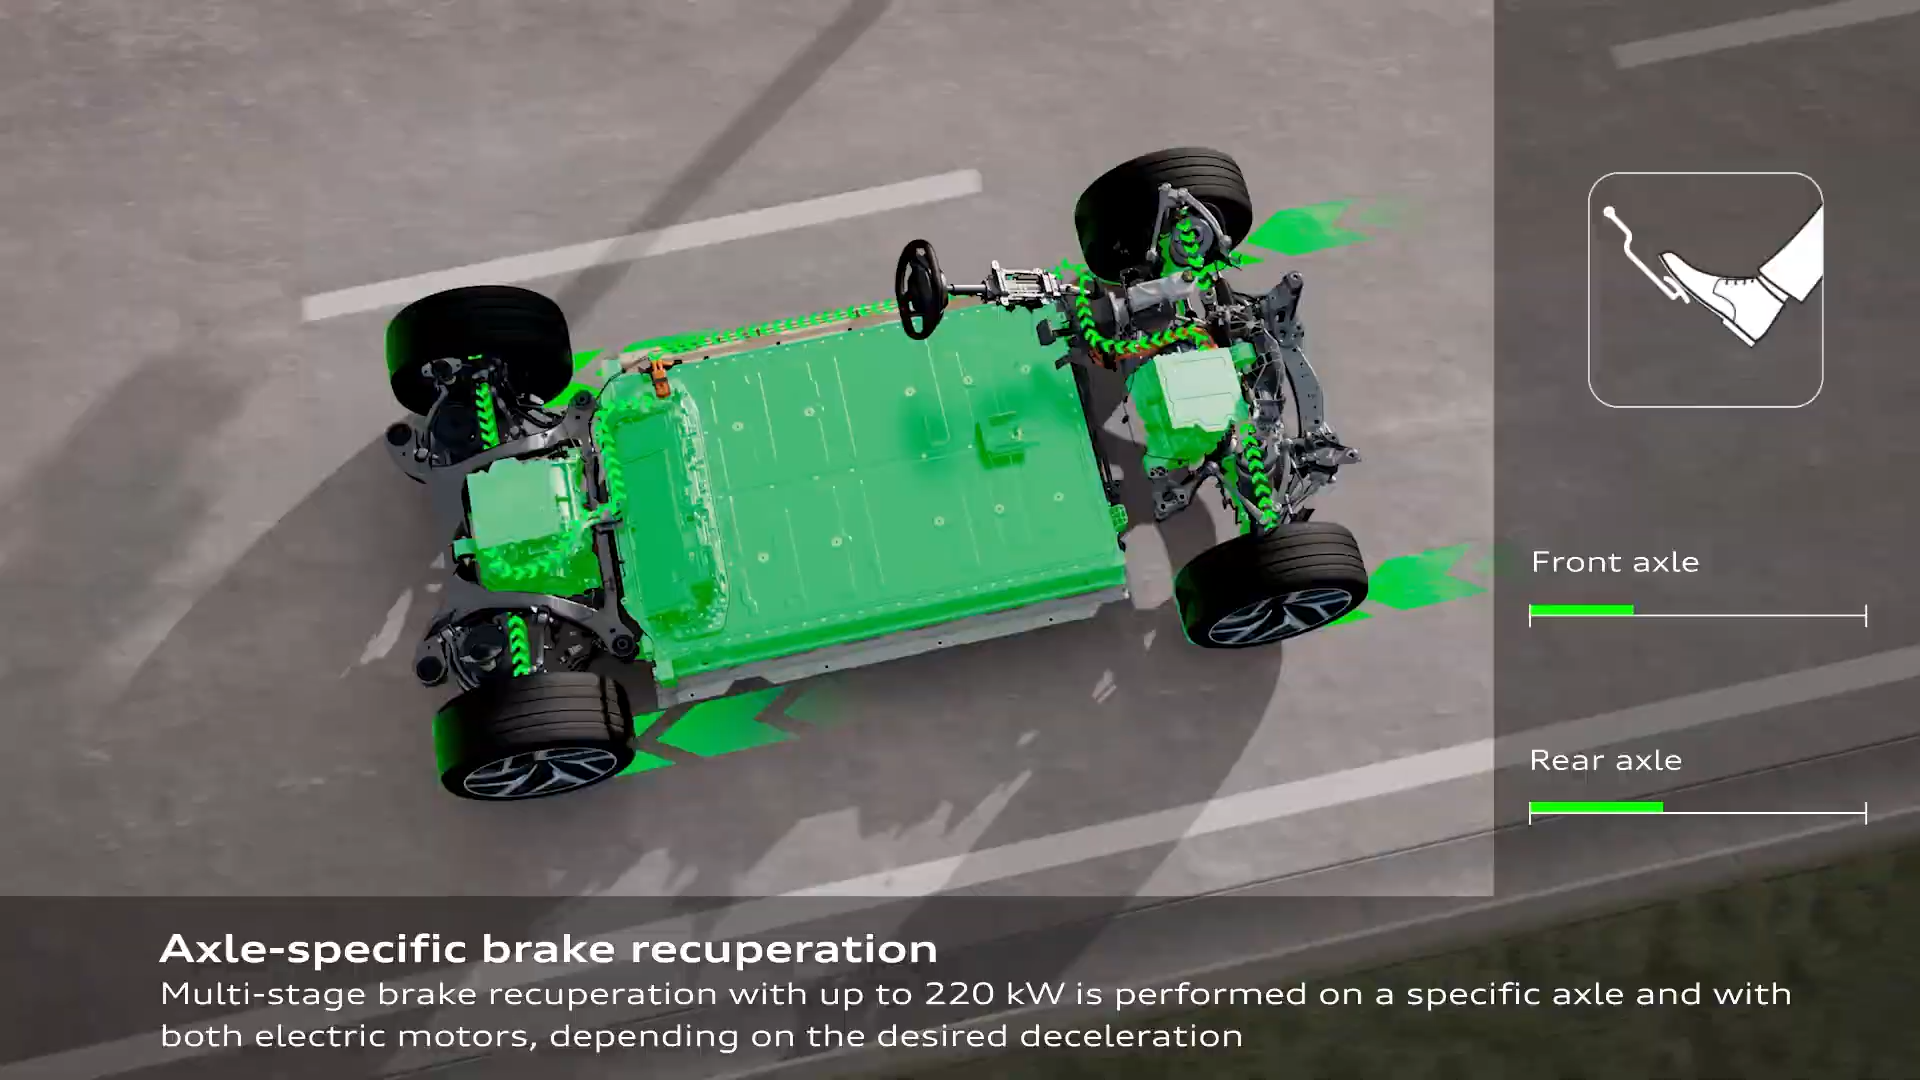 Front axle
Rear axle
Axle-specific brake recuperation
Multi-stage brake recuperation with up to 220 kW is performed on a specific axle and with
both electric motors, depending on the desired deceleration